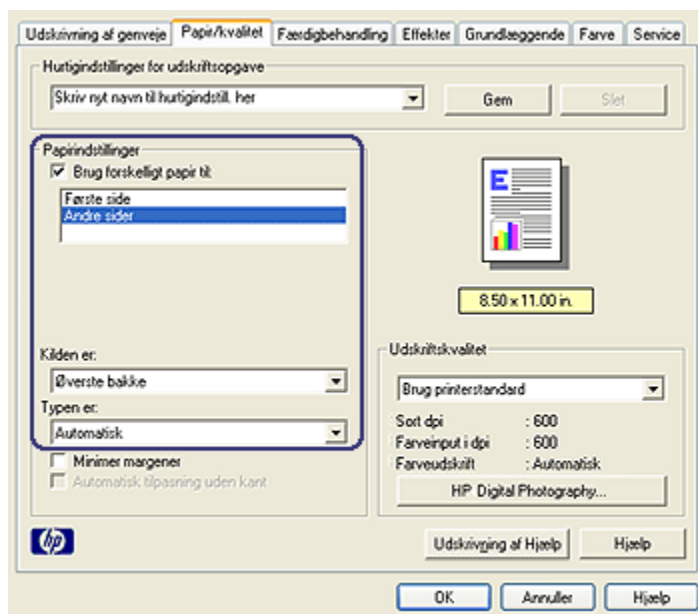 Udskrivning af genveje Papir/kvalitet Færdigbehandling Effekter Grundlæggende Farve Service
Hurtigindstillinger for udskriftsopgave
Skriv nyt navn til hurtigindstill. her
Gem
Slet
Papirindstillinger
Brug forskelligt papir til:
Første side
Andre sider
Kilden er:
Øverste bakke
Typen er:
Automatisk
Minimer margener
Automatisk tilpasning uden kant
E
8.50 x 11.00 in.
Udskriftskvalitet
Brug printerstandard
Sort dpi : 600
Farveinput i dpi : 600
Farveudskrift : Automatisk
HP Digital Photography...
hp
Udskrivning af Hjælp
Hjælp
OK
Annuller
Hjælp